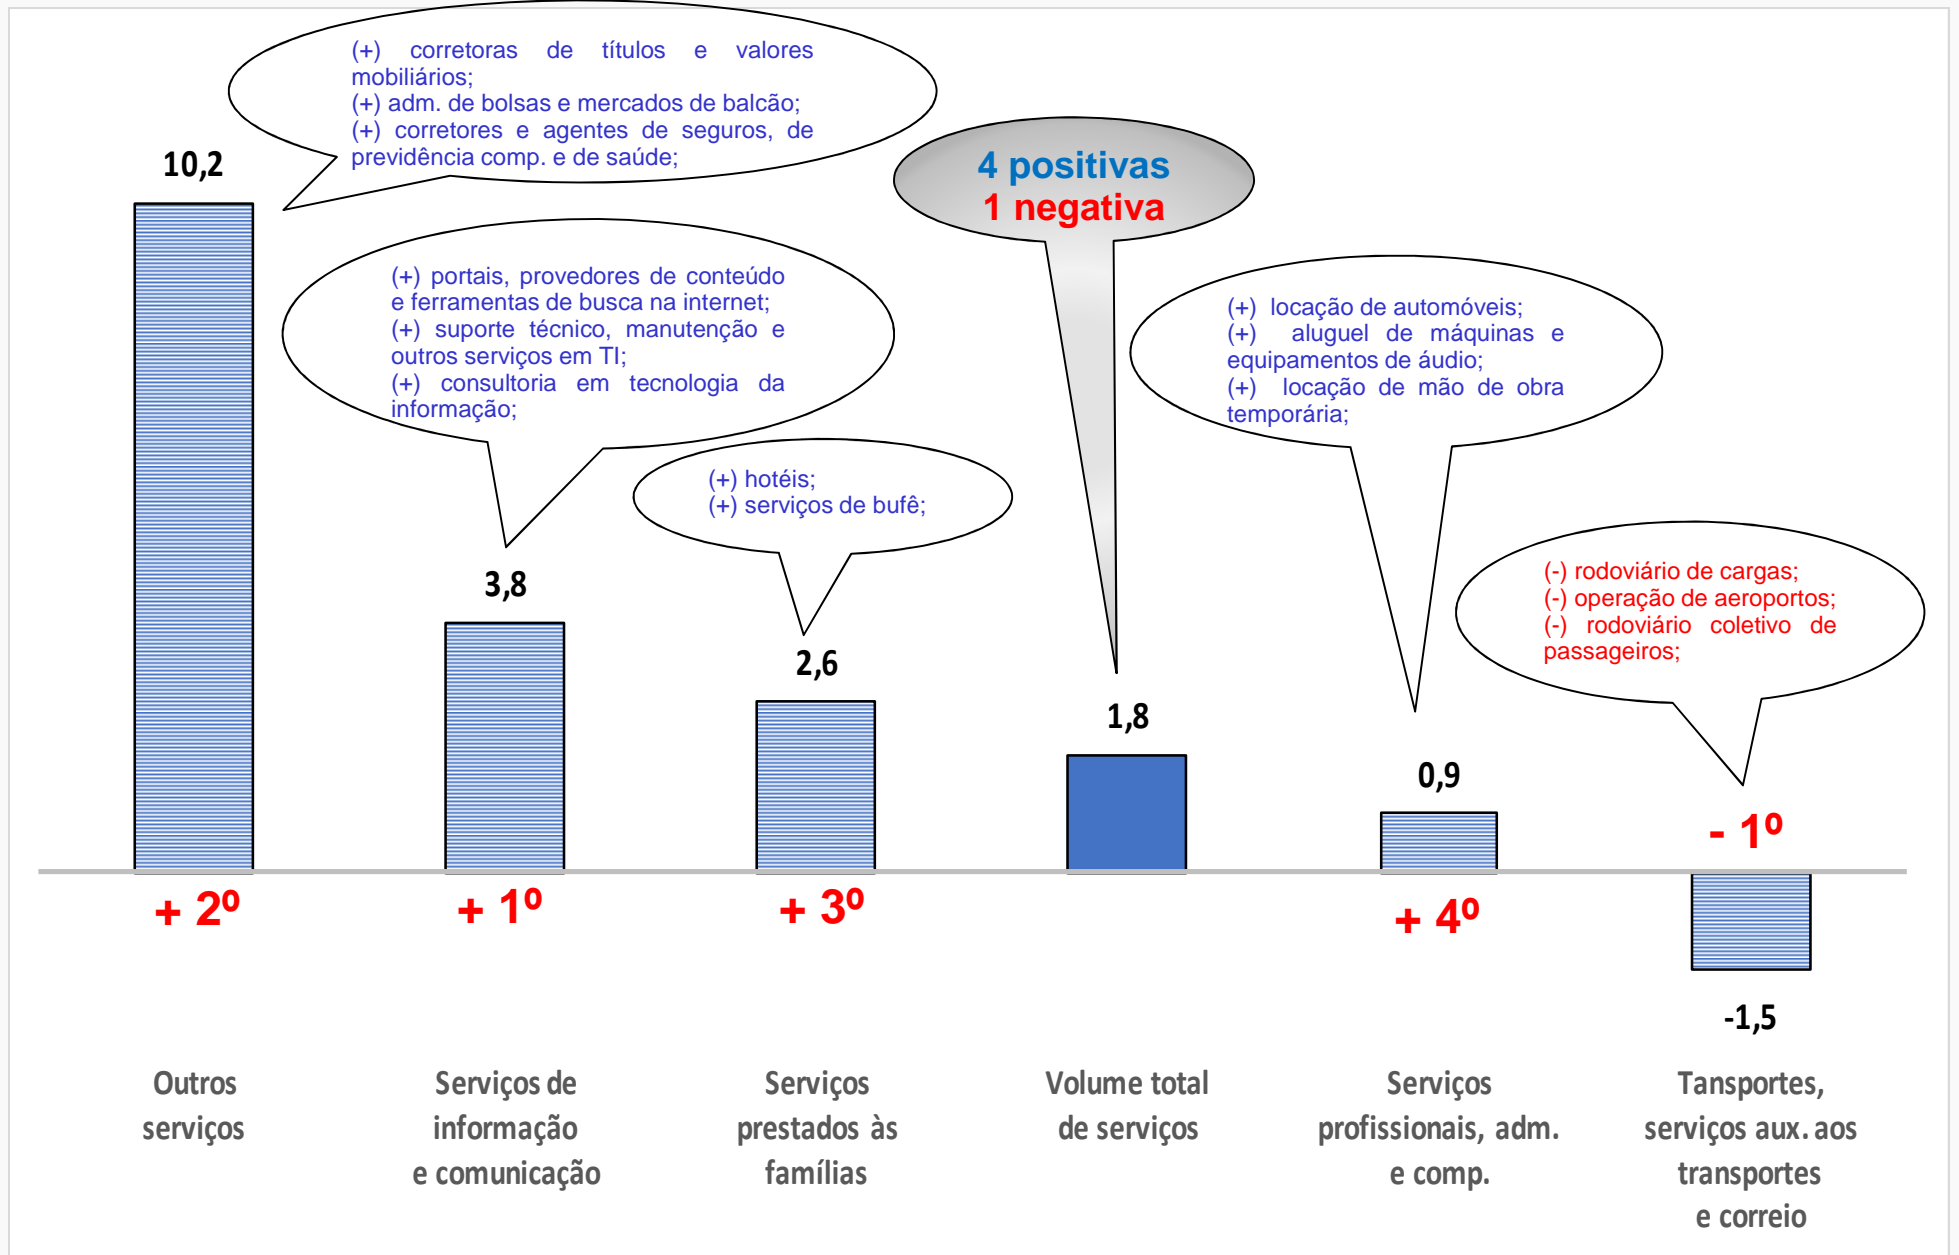 (+) corretoras de títulos e valores
mobiliários;
(+) adm. de bolsas e mercados de balcão;
(+) corretores e agentes de seguros, de
previdência comp. e de saúde;
10,2
4 positivas
1 negativa
(+) portais, provedores de conteúdo
e ferramentas de busca na internet;
(+) suporte técnico, manutenção e
outros serviços em TI;
(+) consultoria em tecnologia da
informação;
(+) locação de automóveis;
(+) aluguel de máquinas e
equipamentos de áudio;
(+) locação de mão de obra
temporária;
(+) hotéis;
(+) serviços de bufê;
(-) rodoviário de cargas;
(-) operação de aeroportos;
(-) rodoviário coletivo de
passageiros;
3,8
2,6
1,8
0,9
- 1º
+ 2º
+ 1º
+ 3º
+ 4º
-1,5
Outros
serviços
Serviços de
informação
e comunicação
Serviços
prestados às
famílias
Volume total
de serviços
Serviços
profissionais, adm.
e comp.
Tansportes,
serviços aux. aos
transportes
e correio